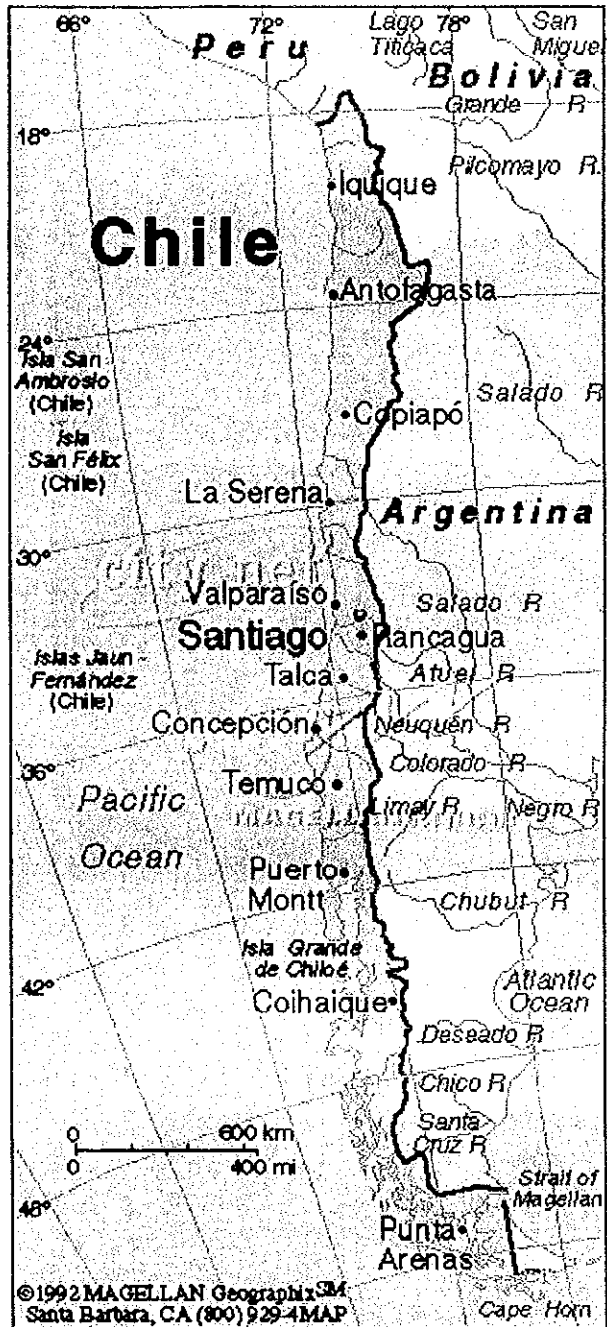 66°
72°
78°
Peru
Lago
Titicaca
San
Miguel
Bolivia
Grande R
18°
Pilcomayo R.
Iquique
Chile
Antofagasta
24°
Isla San
Ambrosio
(Chile)
Salado R
Copiapó
Isla
San Félix
(Chile)
La Serena
Argentina
30°
city.net
Valparaíso
Salado R
Santiago
Rancagua
Islas Jaun
Fernández
(Chile)
Talca
Atuel R
Concepción
Neuquén R
Colorado R
36°
Temuco
Limay R
Negro R
Pacific
Ocean
Puerto
Montt
Chubut R
Isla Grande
de Chiloé
42°
Coihaique
Atlantic
Ocean
Deseado R
Chico R
0 600 km
0 400 mi
Santa
Cruz R
Strait of
Magellan
48°
Punta
Arenas
©1992 MAGELLAN Geographix SM
Santa Barbara, CA (800) 929-4MAP
Cape Horn